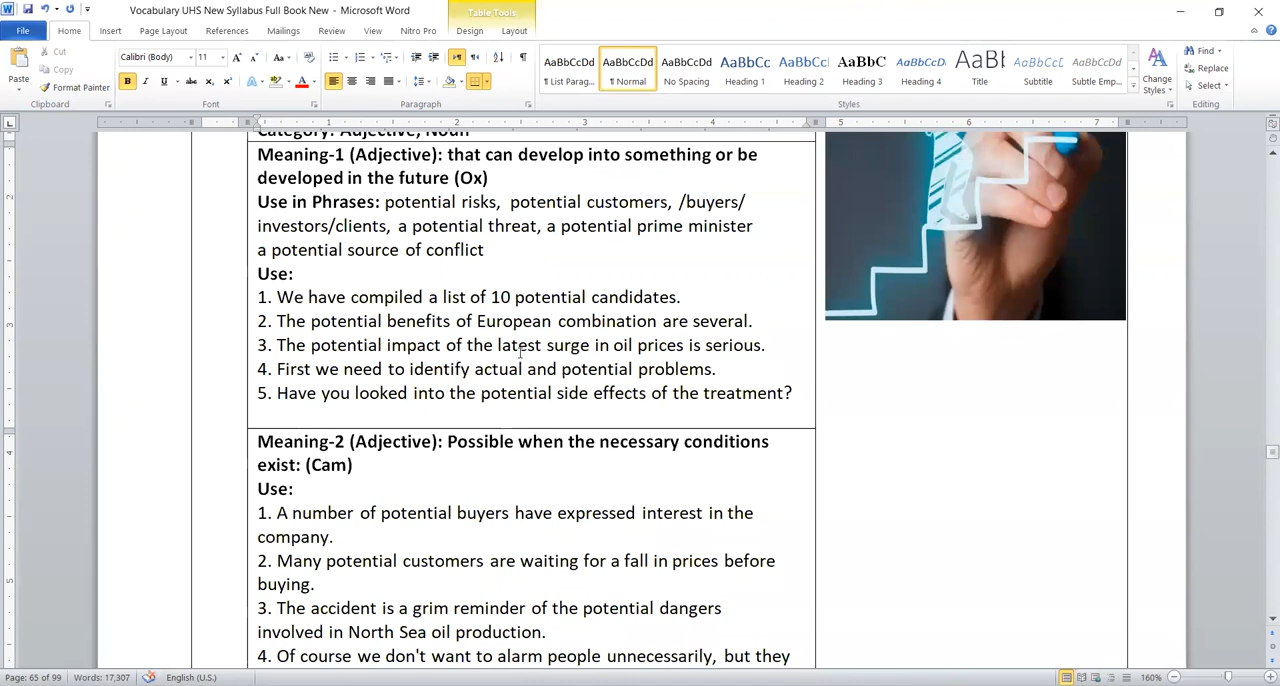 Vocabulary UHS New Syllabus Full Book New - Microsoft Word
Table Tools
File Home Insert Page Layout References Mailings Review View Nitro Pro Design Layout
Cut
Copy
Paste
Format Painter
Clipboard
Calibri (Body) 11
Font
Paragraph
AaBbCcDd AaBbCcDd AaBbCcDd AaBbCc AaBbCc AaBbC AaBbCcD
¶ List Parag... ¶ Normal No Spacing Heading 1 Heading 2 Heading 3 Heading 4 Title Subtitle Subtle Emp...
Styles
Change
Styles
Find
Replace
Select
Editing
Category: Adjective, Noun
Meaning-1 (Adjective): that can develop into something or be
developed in the future (Ox)
Use in Phrases: potential risks, potential customers, /buyers/
investors/clients, a potential threat, a potential prime minister
a potential source of conflict
Use:
1. We have compiled a list of 10 potential candidates.
2. The potential benefits of European combination are several.
3. The potential impact of the latest surge in oil prices is serious.
4. First we need to identify actual and potential problems.
5. Have you looked into the potential side effects of the treatment?
Meaning-2 (Adjective): Possible when the necessary conditions
exist: (Cam)
Use:
1. A number of potential buyers have expressed interest in the
company.
2. Many potential customers are waiting for a fall in prices before
buying.
3. The accident is a grim reminder of the potential dangers
involved in North Sea oil production.
4. Of course we don't want to alarm people unnecessarily, but they
Page: 65 of 99 Words: 17,307 English (U.S.) 160%